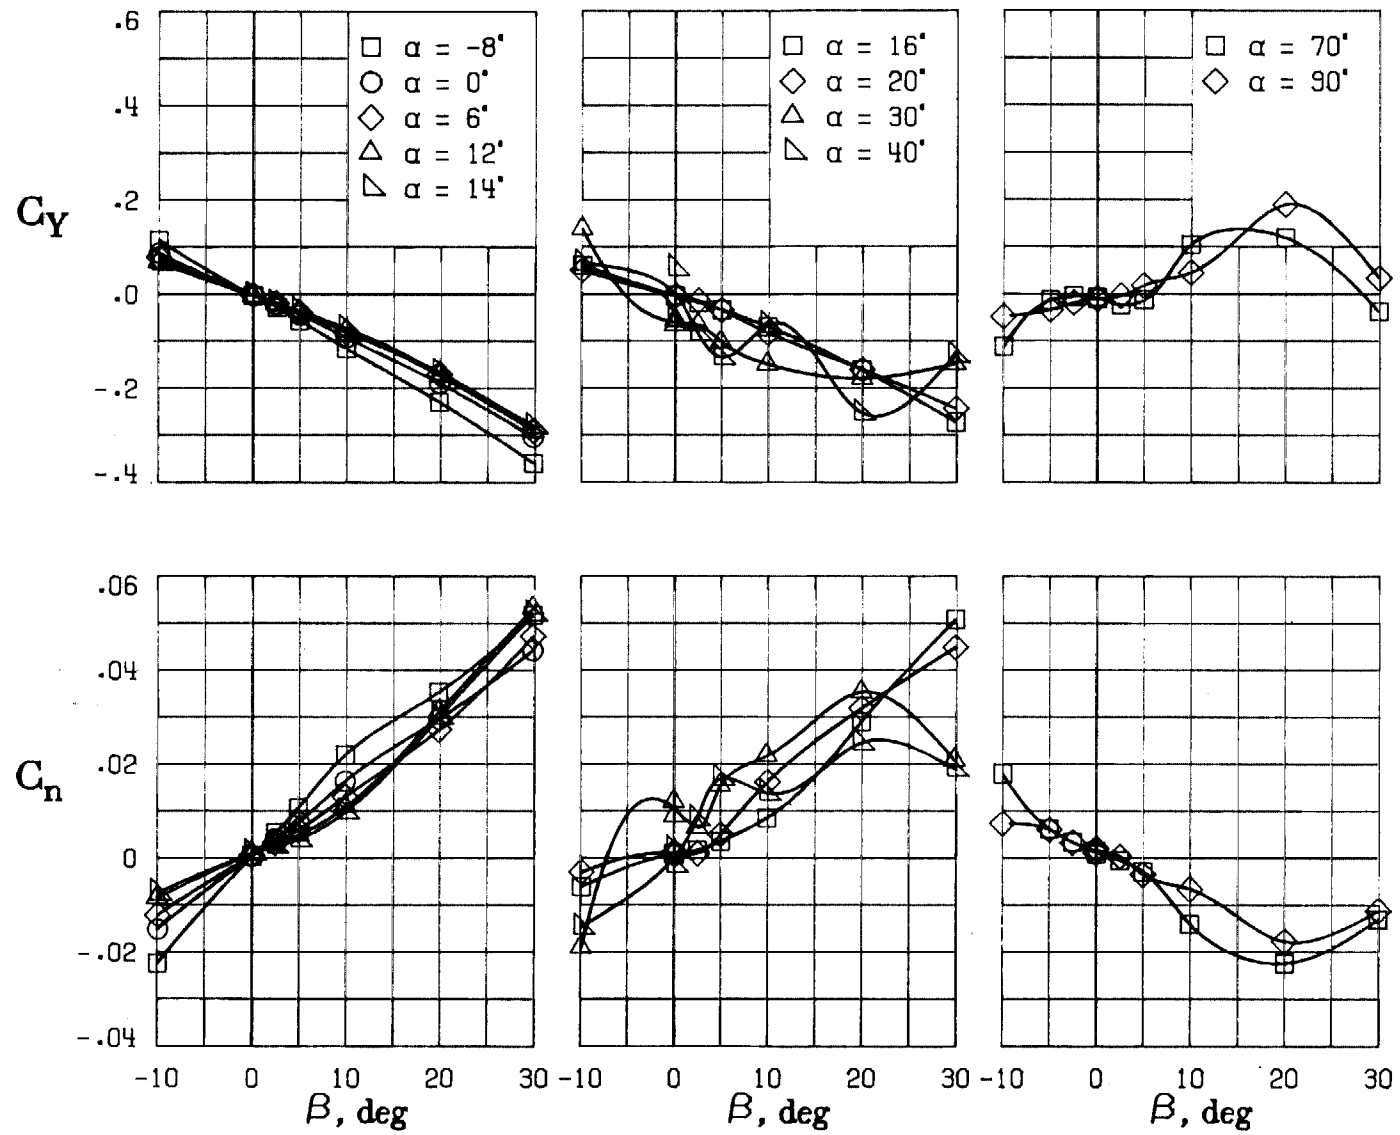 .6
.4
.2
.0
-.2
-.4
C_Y
α = -8°
α = 0°
α = 6°
α = 12°
α = 14°
α = 16°
α = 20°
α = 30°
α = 40°
α = 70°
α = 90°
.06
.04
.02
0
-.02
-.04
C_n
-10 0 10 20 30
-10 0 10 20 30
-10 0 10 20 30
β, deg
β, deg
β, deg